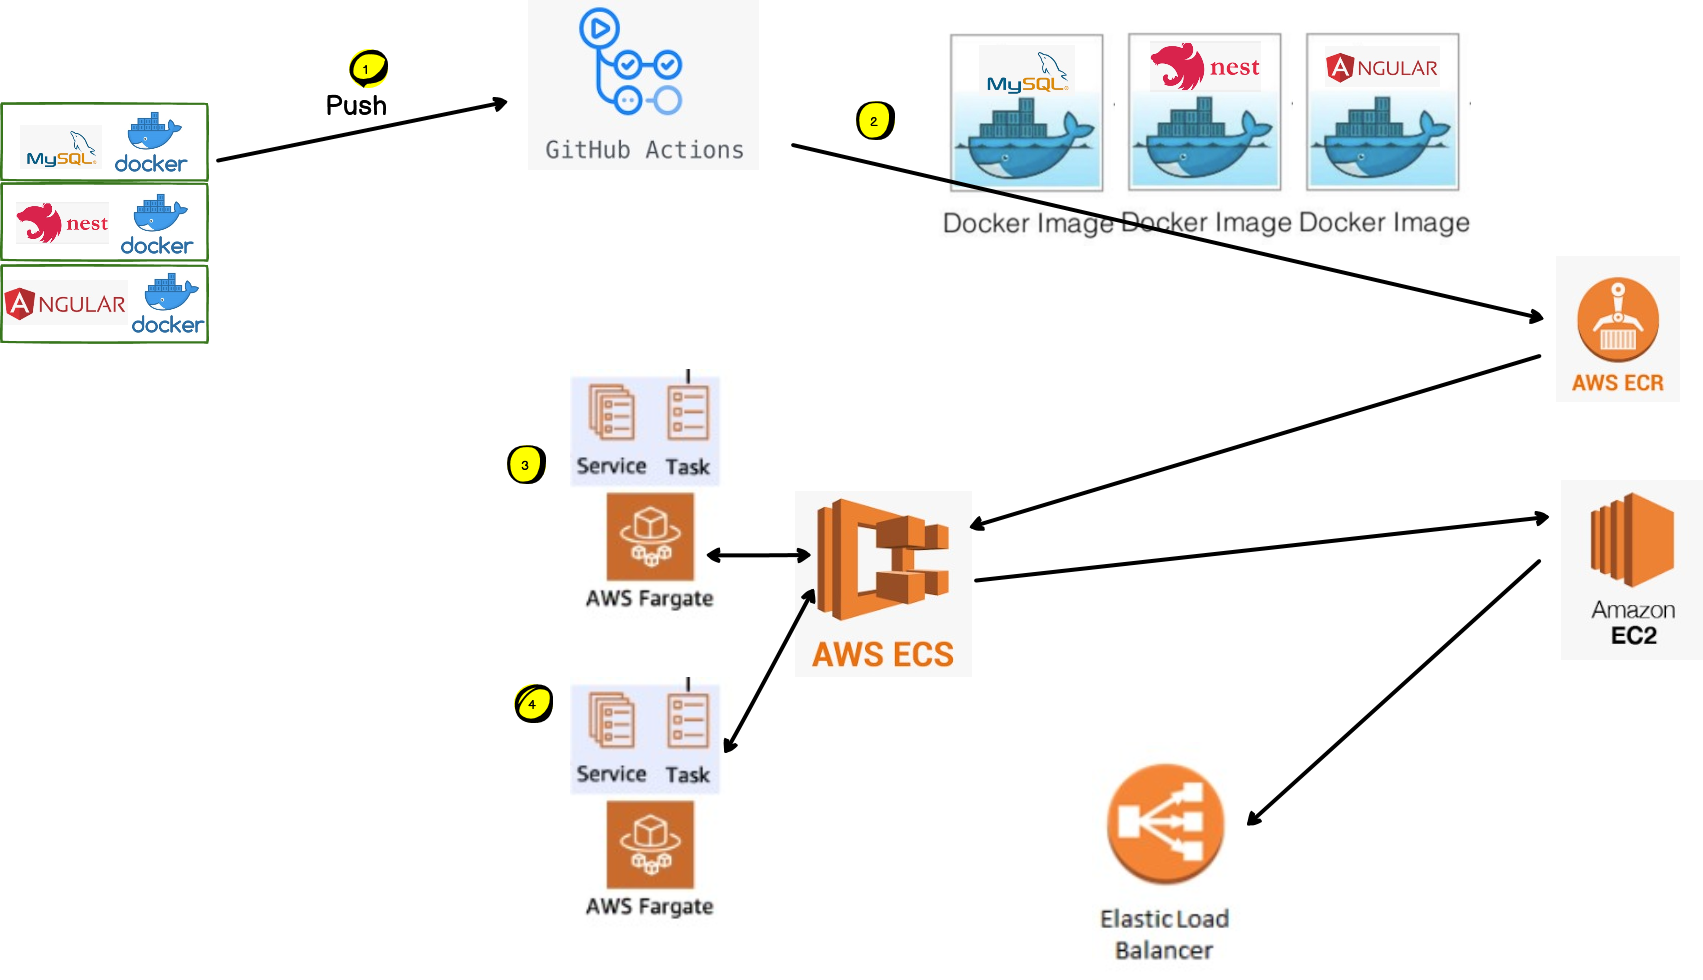 1
Push
GitHub Actions
2
MySQL
nest
ANGULAR
Docker Image
Docker Image
Docker Image
MySQL
docker
nest
docker
ANGULAR
docker
AWS ECR
3
Service
Task
AWS Fargate
AWS ECS
Amazon
EC2
4
Service
Task
AWS Fargate
Elastic Load
Balancer